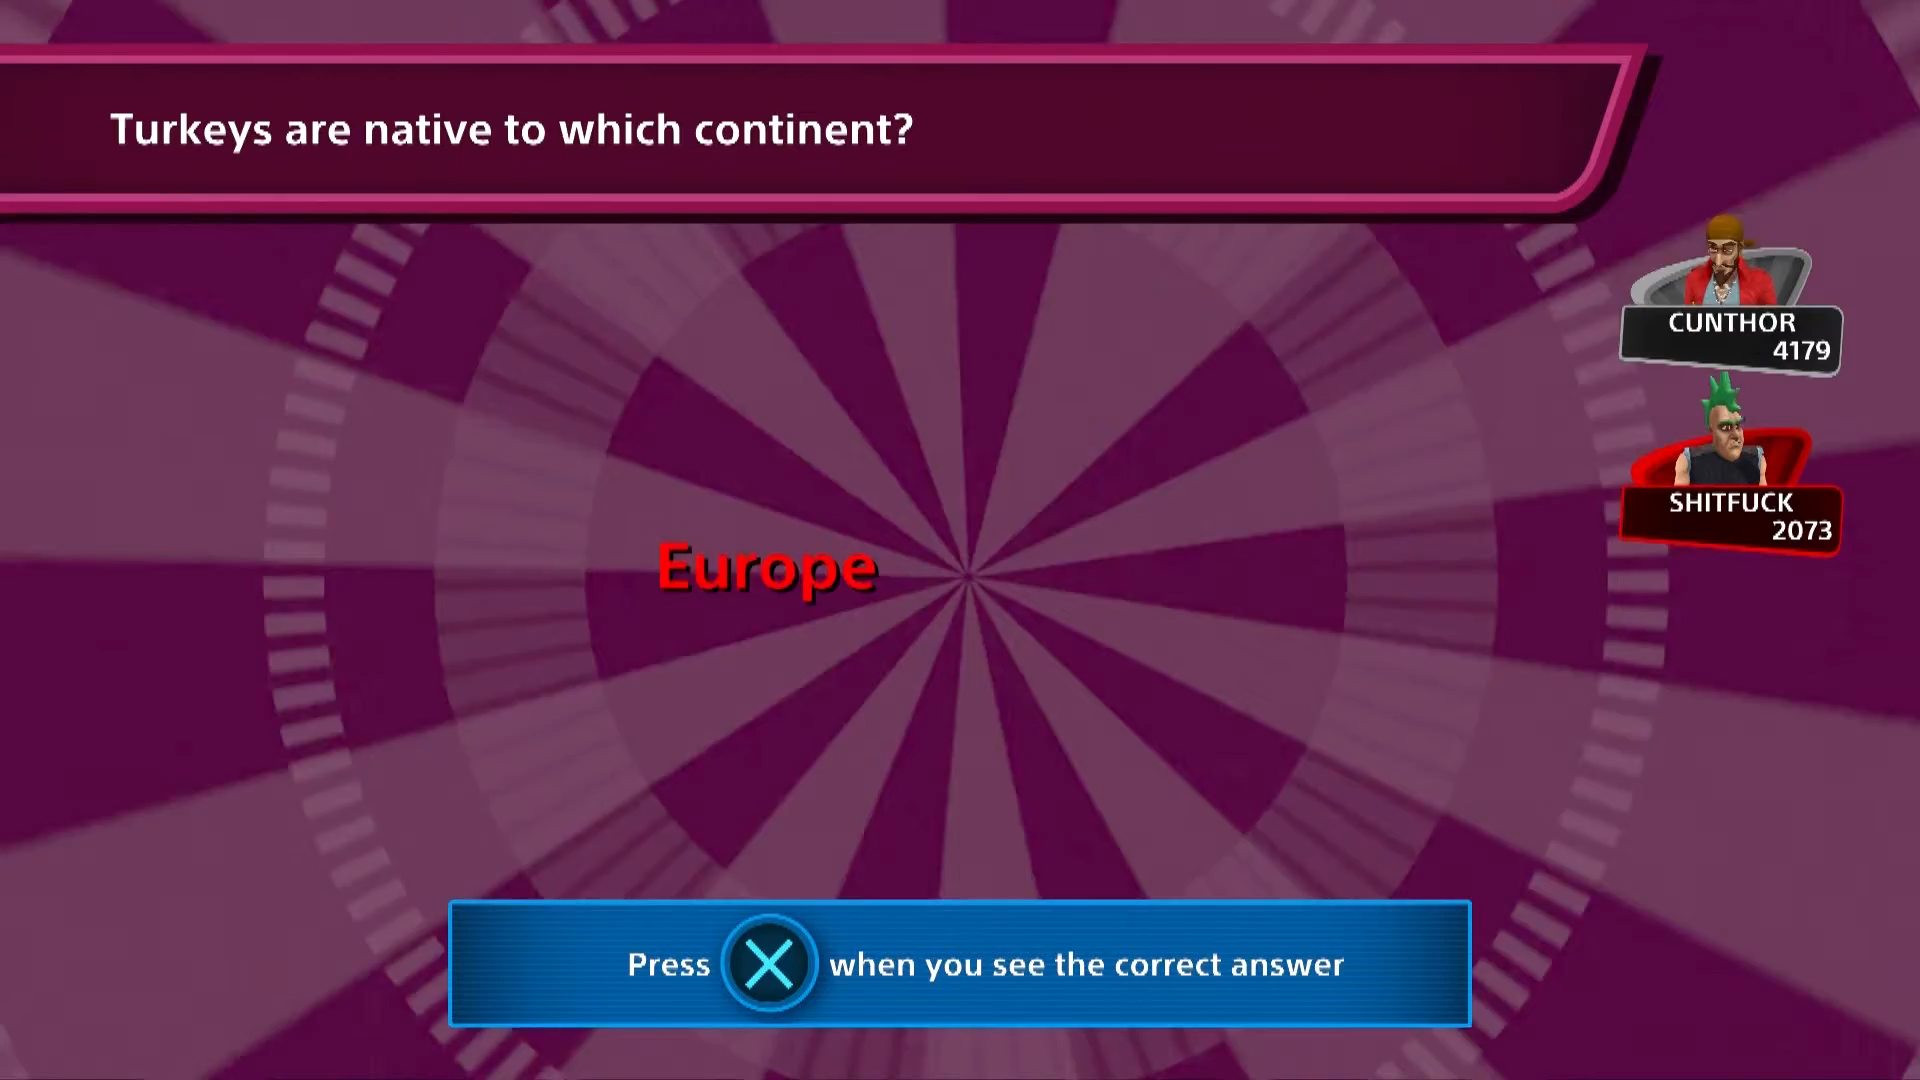 Turkeys are native to which continent?
CUNTHOR
4179
SHITFUCK
2073
Europe
Press X when you see the correct answer